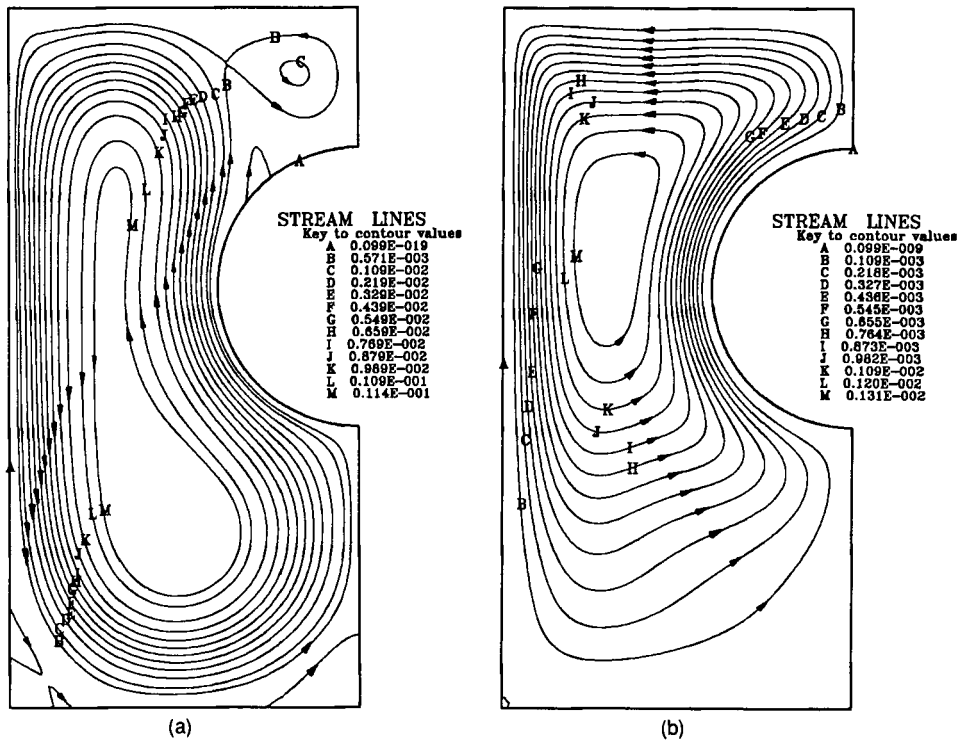 B
C
B
C
D
E
I
H
J
K
A
L
M
STREAM LINES
Key to contour values
A 0.099E-019
B 0.571E-003
C 0.109E-002
D 0.219E-002
E 0.329E-002
F 0.439E-002
G 0.549E-002
H 0.659E-002
I 0.769E-002
J 0.879E-002
K 0.989E-002
L 0.109E-001
M 0.114E-001
L M
K
J
H
(a)
H
I
J
K
B
C
D
E
F
G
A
G
M
L
F
E
D
C
K
J
I
H
B
STREAM LINES
Key to contour values
A 0.099E-009
B 0.109E-003
C 0.218E-003
D 0.327E-003
E 0.436E-003
F 0.545E-003
G 0.655E-003
H 0.764E-003
I 0.873E-003
J 0.982E-003
K 0.109E-002
L 0.120E-002
M 0.131E-002
(b)